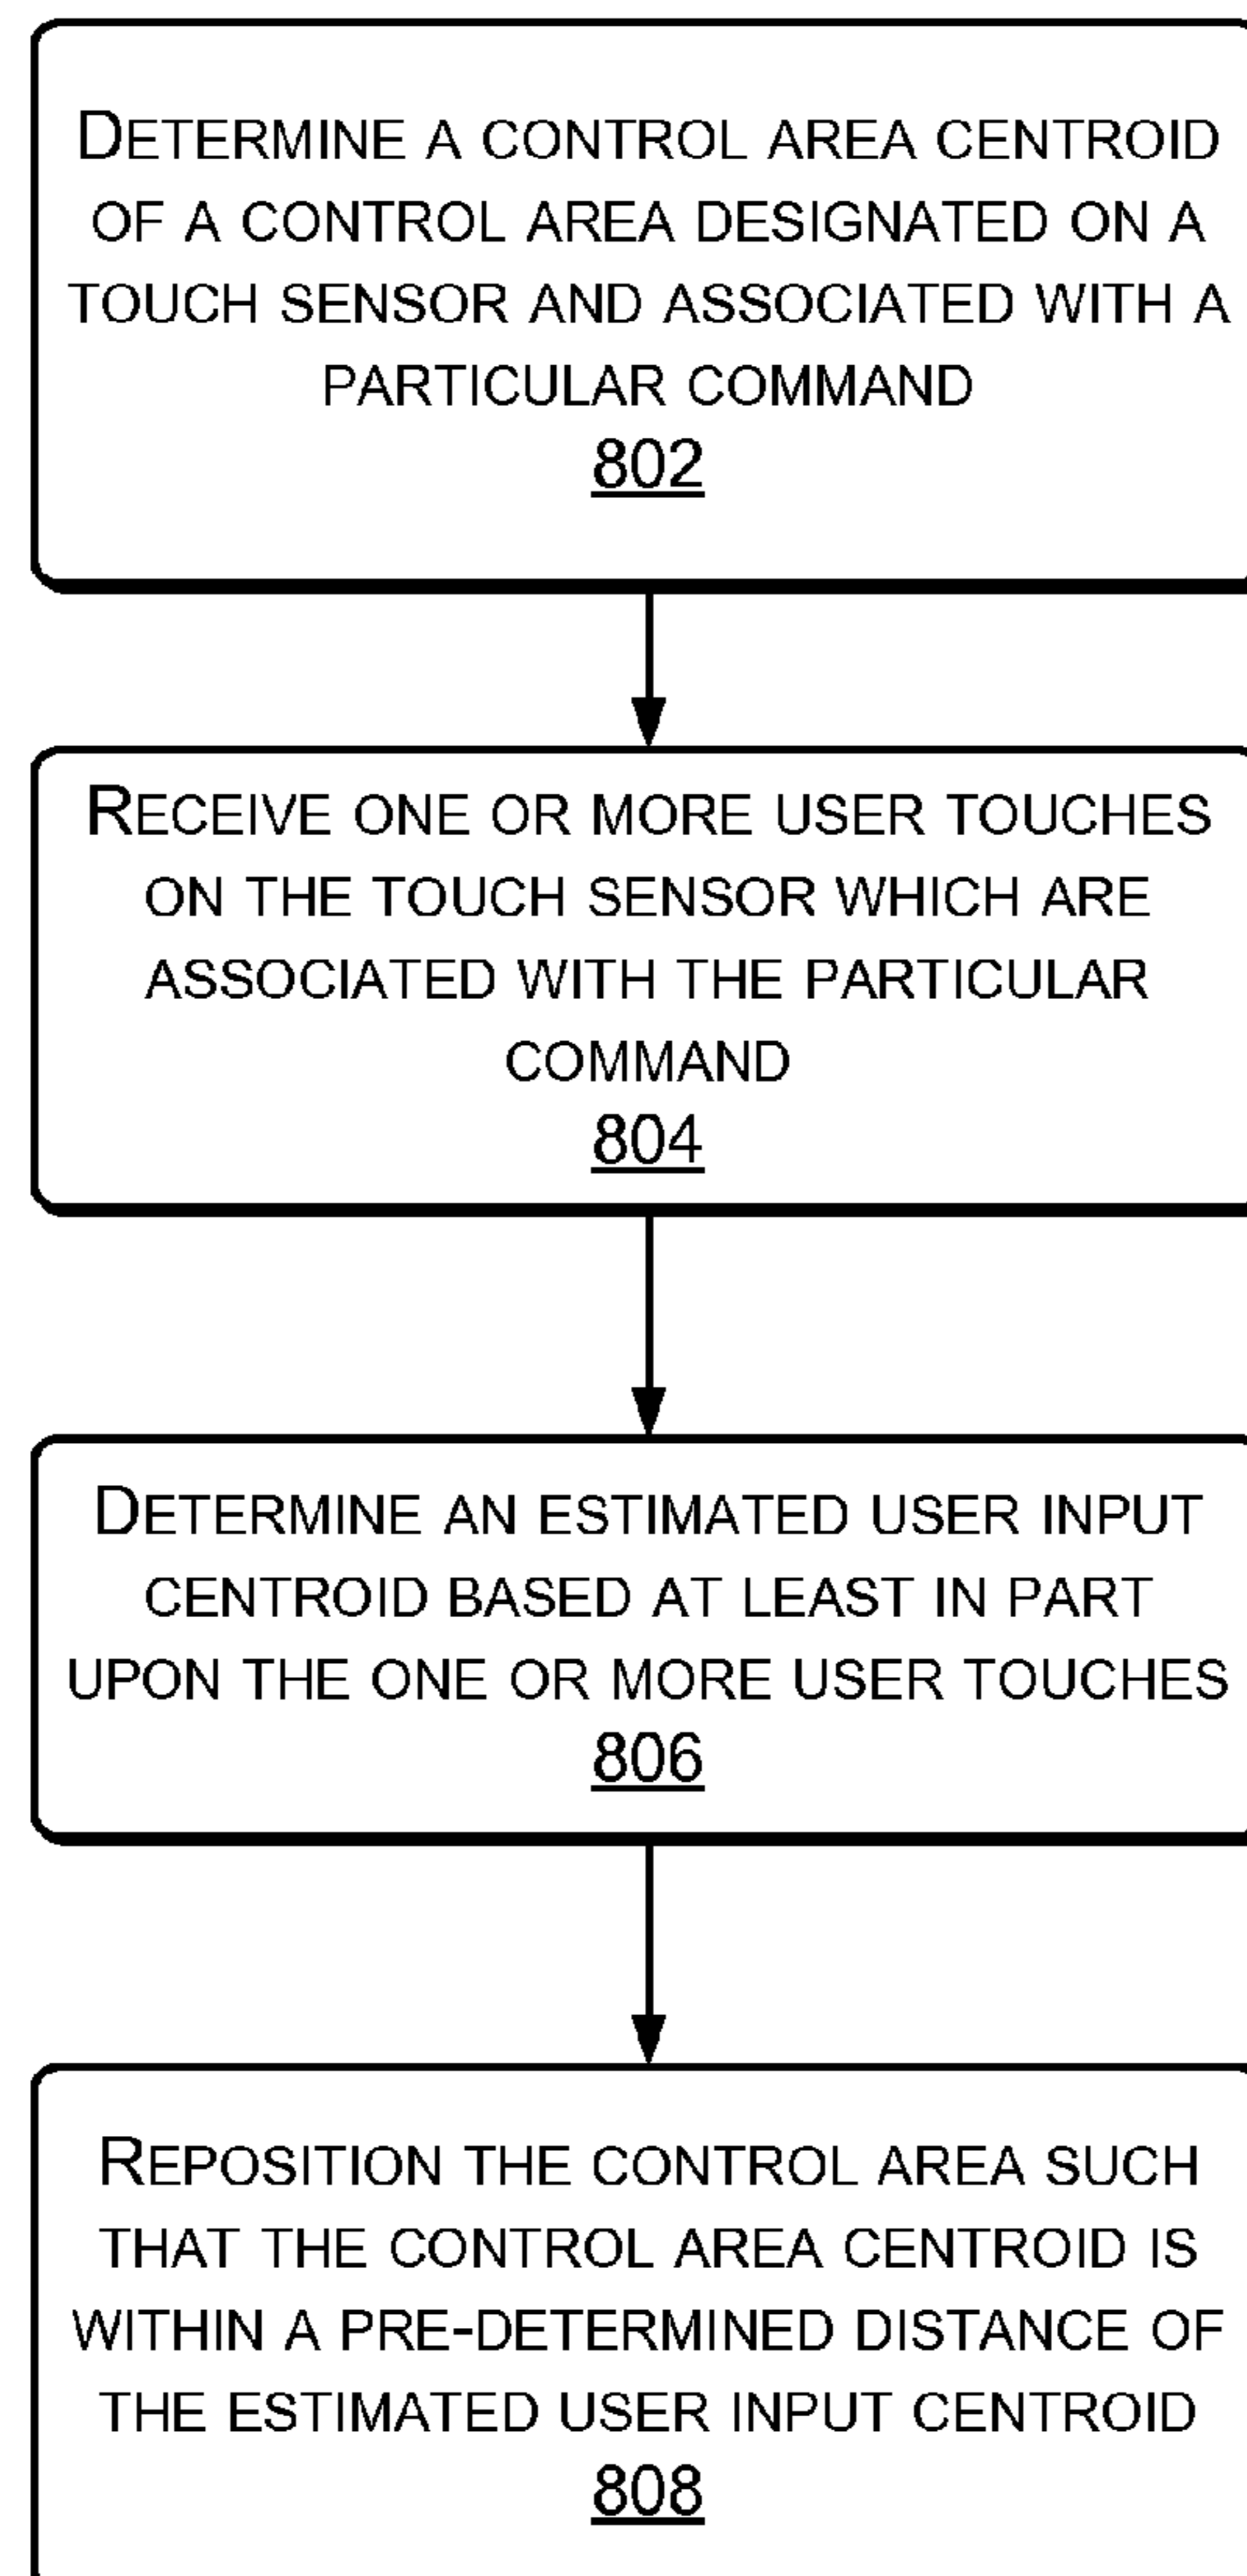 DETERMINE A CONTROL AREA CENTROID
OF A CONTROL AREA DESIGNATED ON A
TOUCH SENSOR AND ASSOCIATED WITH A
PARTICULAR COMMAND
802
RECEIVE ONE OR MORE USER TOUCHES
ON THE TOUCH SENSOR WHICH ARE
ASSOCIATED WITH THE PARTICULAR
COMMAND
804
DETERMINE AN ESTIMATED USER INPUT
CENTROID BASED AT LEAST IN PART
UPON THE ONE OR MORE USER TOUCHES
806
REPOSITION THE CONTROL AREA SUCH
THAT THE CONTROL AREA CENTROID IS
WITHIN A PRE-DETERMINED DISTANCE OF
THE ESTIMATED USER INPUT CENTROID
808